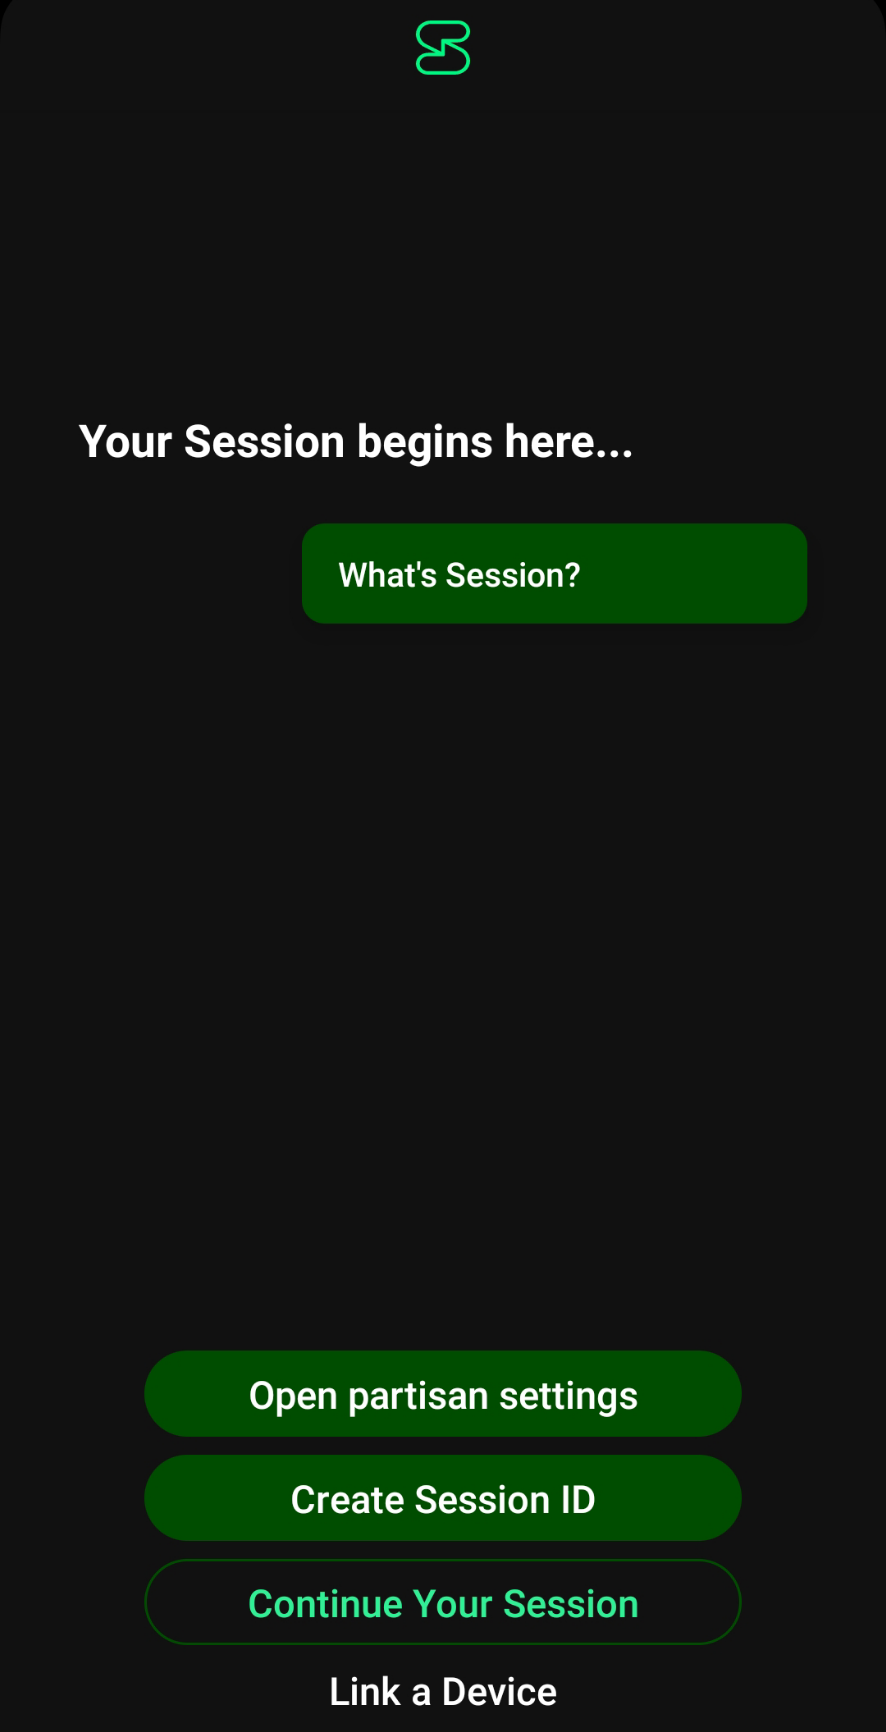 Your Session begins here...
What's Session?
Open partisan settings
Create Session ID
Continue Your Session
Link a Device